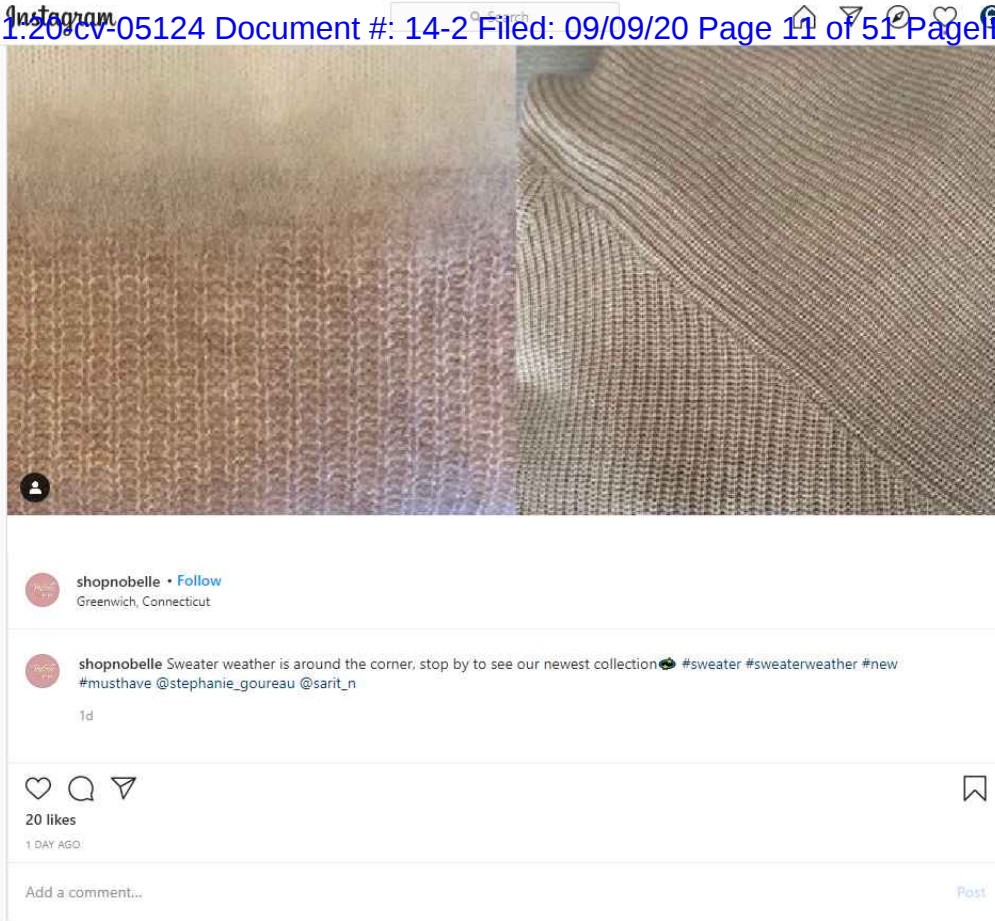 Instagram
Search
1:20-cv-05124 Document #: 14-2 Filed: 09/09/20 Page 11 of 51
shopnobelle • Follow
Greenwich, Connecticut
shopnobelle Sweater weather is around the corner, stop by to see our newest collection #sweater #sweaterweather #new
#musthave @stephanie_goureau @sarit_n
1d
20 likes
1 DAY AGO
Add a comment...
Post